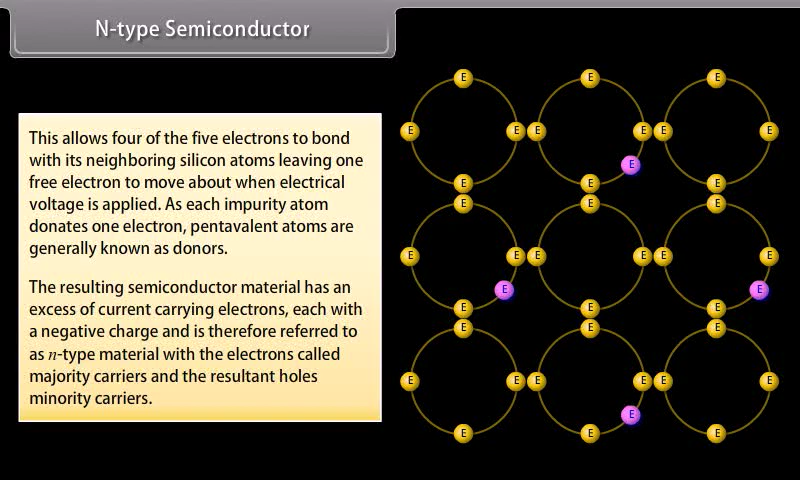 N-type Semiconductor
This allows four of the five electrons to bond
with its neighboring silicon atoms leaving one
free electron to move about when electrical
voltage is applied. As each impurity atom
donates one electron, pentavalent atoms are
generally known as donors.
The resulting semiconductor material has an
excess of current carrying electrons, each with
a negative charge and is therefore referred to
as n-type material with the electrons called
majority carriers and the resultant holes
minority carriers.
E E E
E E E E E E
E
E E E
E E E
E E E E E E
E E
E E E
E E E
E E E E E E
E
E E E